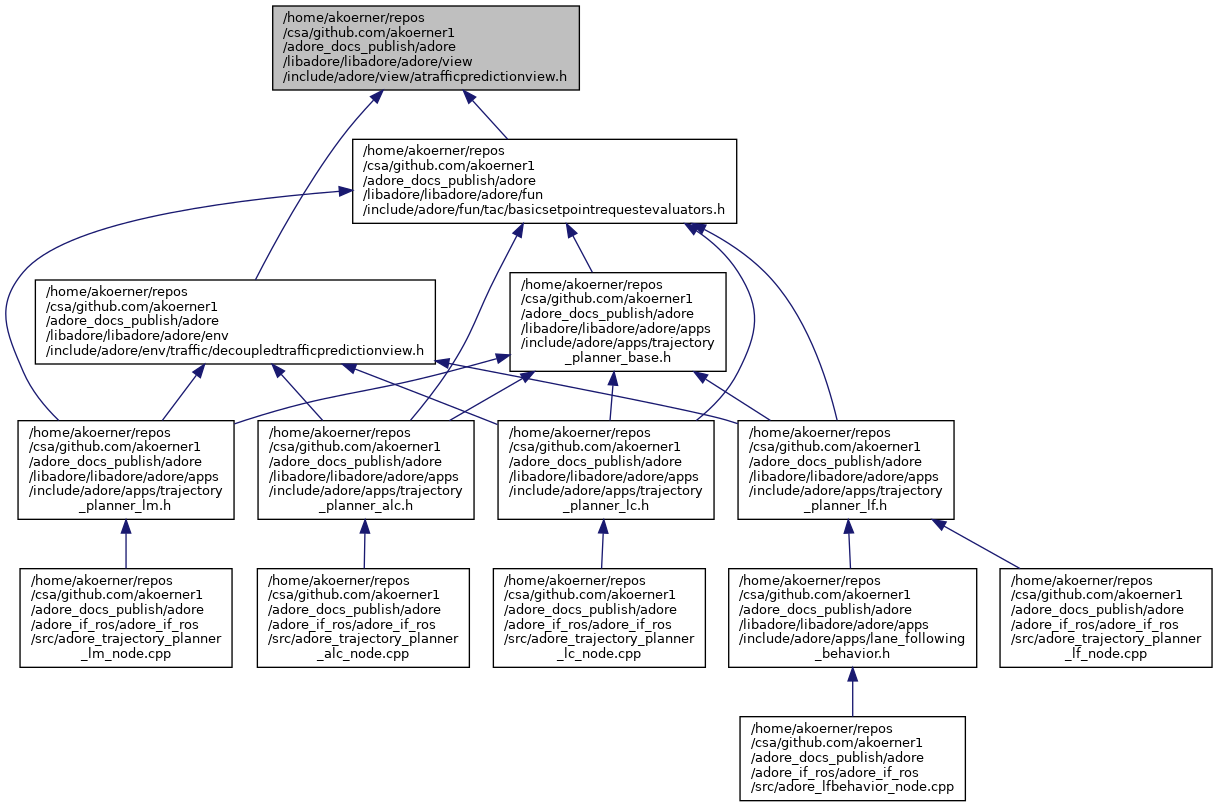 /home/akoerner/repos
/csa/github.com/akoerner1
/adore_docs_publish/adore
/libadore/libadore/adore/view
/include/adore/view/atrafficpredictionview.h
/home/akoerner/repos
/csa/github.com/akoerner1
/adore_docs_publish/adore
/libadore/libadore/adore/fun
/include/adore/fun/tac/basicsetpointrequestevaluators.h
/home/akoerner/repos
/csa/github.com/akoerner1
/adore_docs_publish/adore
/libadore/libadore/adore/env
/include/adore/env/traffic/decoupledtrafficpredictionview.h
/home/akoerner/repos
/csa/github.com/akoerner1
/adore_docs_publish/adore
/libadore/libadore/adore/apps
/include/adore/apps/trajectory
_planner_base.h
/home/akoerner/repos
/csa/github.com/akoerner1
/adore_docs_publish/adore
/libadore/libadore/adore/apps
/include/adore/apps/trajectory
_planner_lm.h
/home/akoerner/repos
/csa/github.com/akoerner1
/adore_docs_publish/adore
/libadore/libadore/adore/apps
/include/adore/apps/trajectory
_planner_alc.h
/home/akoerner/repos
/csa/github.com/akoerner1
/adore_docs_publish/adore
/libadore/libadore/adore/apps
/include/adore/apps/trajectory
_planner_lc.h
/home/akoerner/repos
/csa/github.com/akoerner1
/adore_docs_publish/adore
/libadore/libadore/adore/apps
/include/adore/apps/trajectory
_planner_lf.h
/home/akoerner/repos
/csa/github.com/akoerner1
/adore_docs_publish/adore
/adore_if_ros/adore_if_ros
/src/adore_trajectory_planner
_lm_node.cpp
/home/akoerner/repos
/csa/github.com/akoerner1
/adore_docs_publish/adore
/adore_if_ros/adore_if_ros
/src/adore_trajectory_planner
_alc_node.cpp
/home/akoerner/repos
/csa/github.com/akoerner1
/adore_docs_publish/adore
/adore_if_ros/adore_if_ros
/src/adore_trajectory_planner
_lc_node.cpp
/home/akoerner/repos
/csa/github.com/akoerner1
/adore_docs_publish/adore
/libadore/libadore/adore/apps
/include/adore/apps/lane_following
_behavior.h
/home/akoerner/repos
/csa/github.com/akoerner1
/adore_docs_publish/adore
/adore_if_ros/adore_if_ros
/src/adore_trajectory_planner
_lf_node.cpp
/home/akoerner/repos
/csa/github.com/akoerner1
/adore_docs_publish/adore
/adore_if_ros/adore_if_ros
/src/adore_lfbehavior_node.cpp